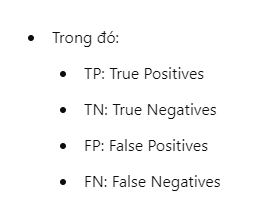 Trong đó:
TP: True Positives
TN: True Negatives
FP: False Positives
FN: False Negatives